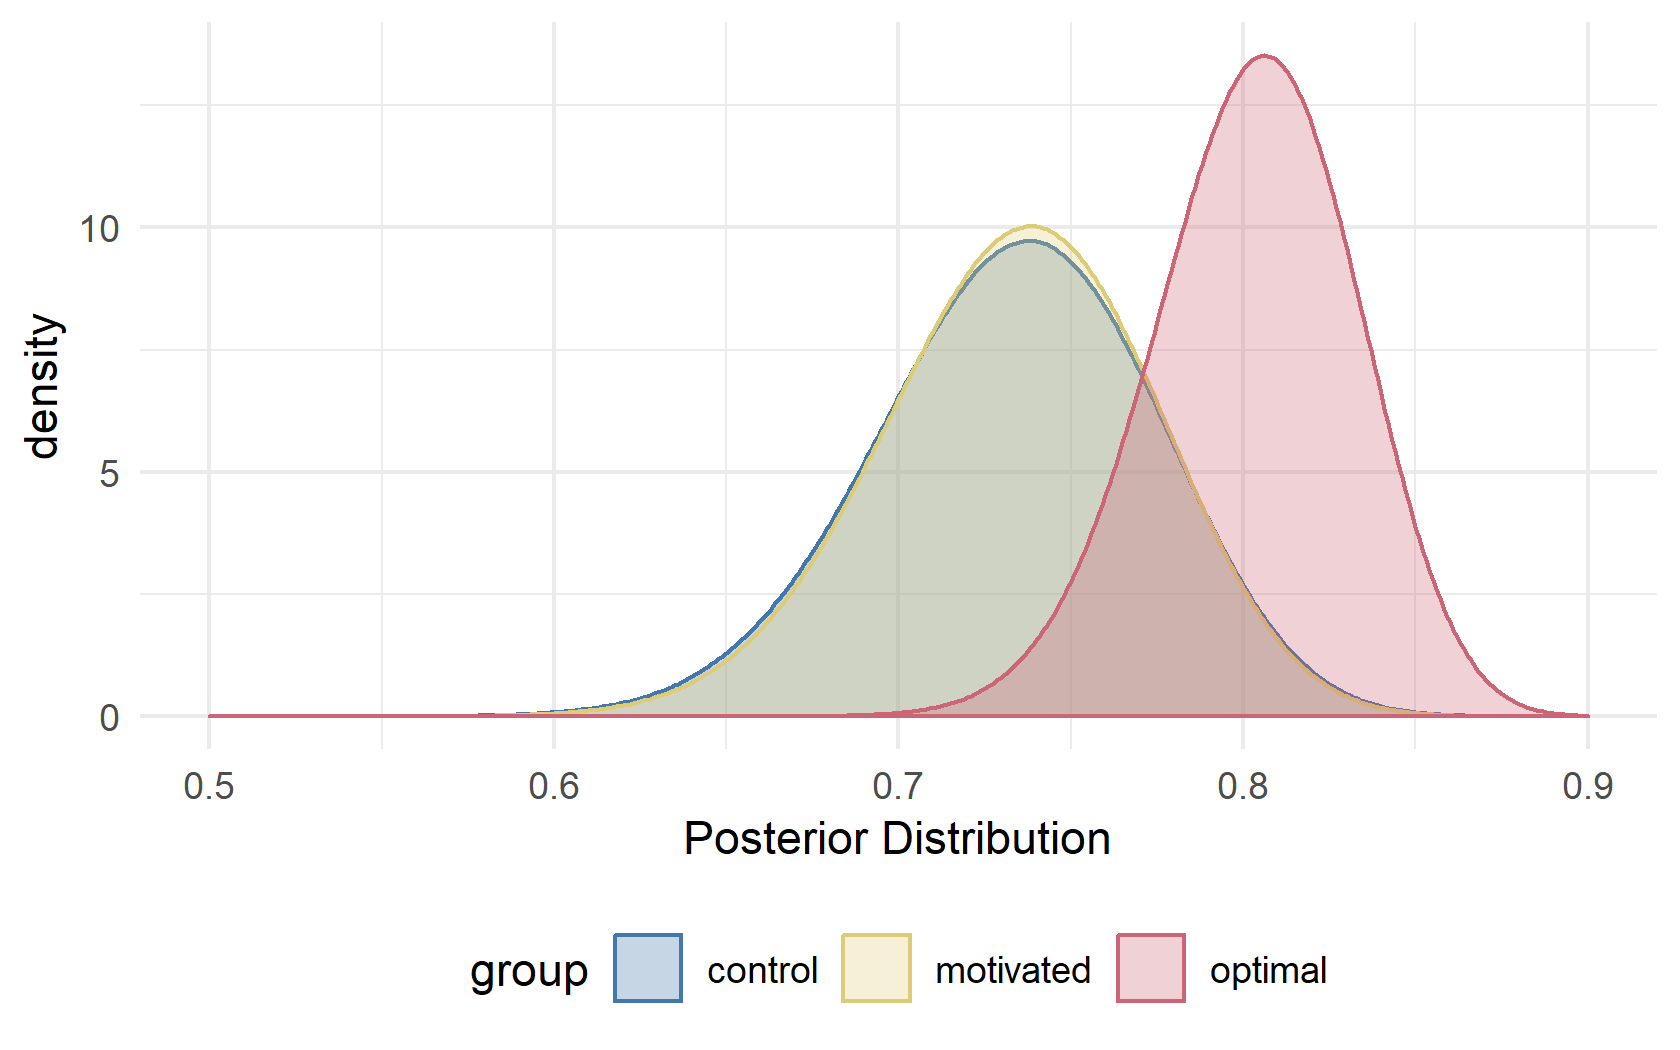 density
10
5
0
0.5 0.6 0.7 0.8 0.9
Posterior Distribution
group control motivated optimal